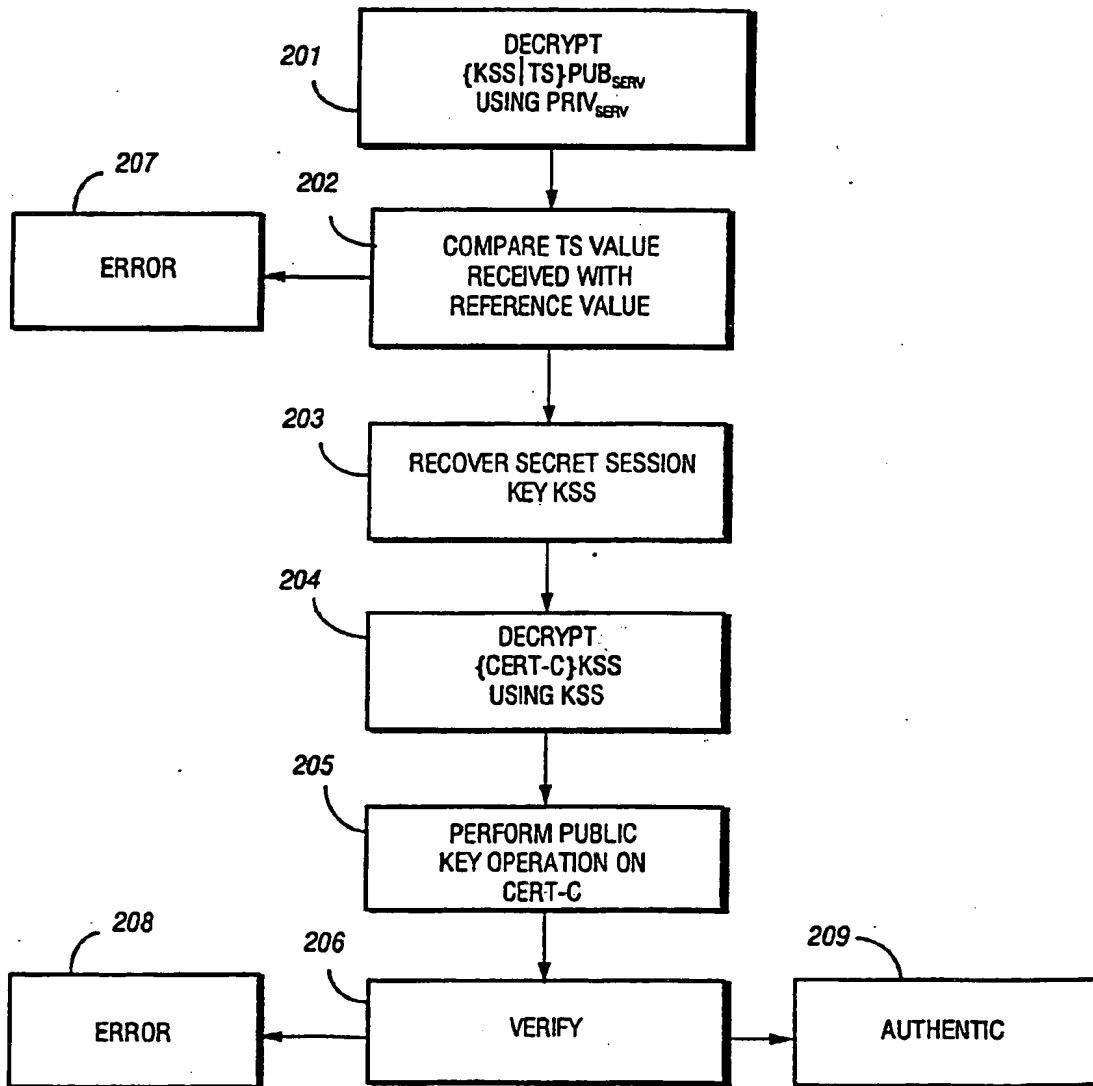 201
DECRYPT
{KSS|TS}PUB_SERV
USING PRIV_SERV
207
ERROR
202
COMPARE TS VALUE
RECEIVED WITH
REFERENCE VALUE
203
RECOVER SECRET SESSION
KEY KSS
204
DECRYPT
{CERT-C}KSS
USING KSS
205
PERFORM PUBLIC
KEY OPERATION ON
CERT-C
208
ERROR
206
VERIFY
209
AUTHENTIC